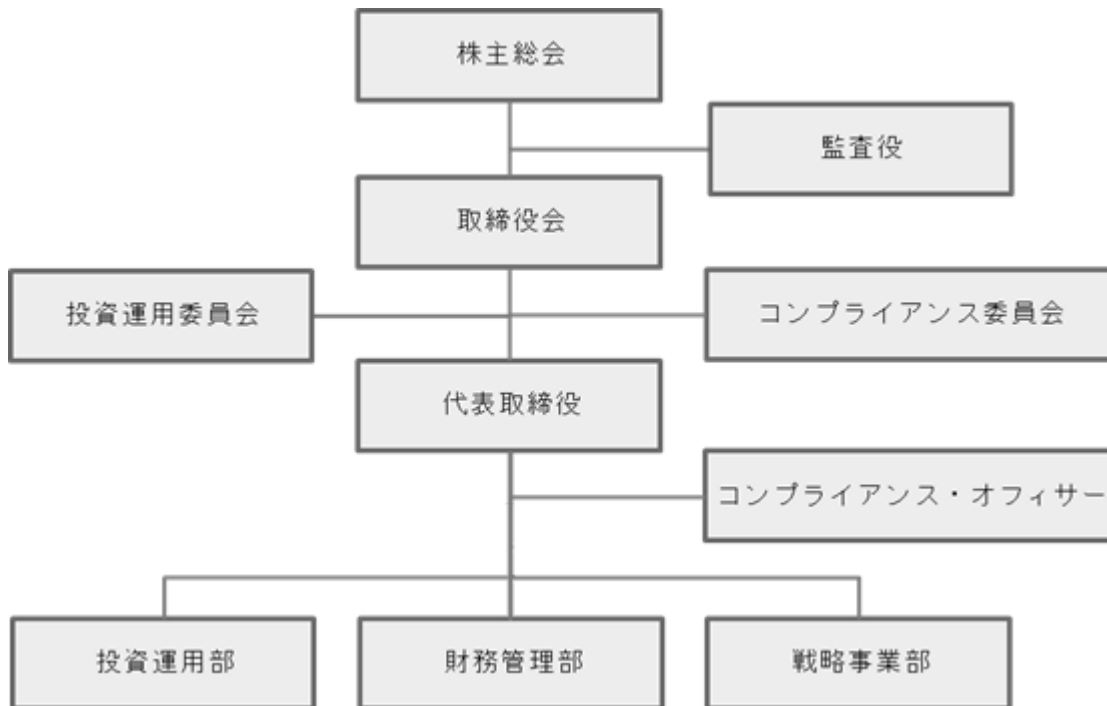 株主総会
監査役
取締役会
投資運用委員会
コンプライアンス委員会
代表取締役
コンプライアンス・オフィサー
投資運用部
財務管理部
戦略事業部